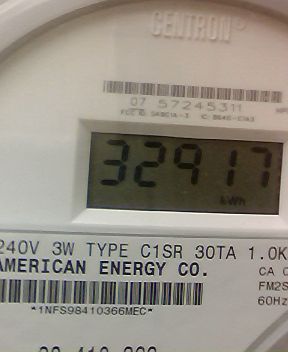 CENTRON®
07 57245311
32917
kWh
240V 3W TYPE C1SR 30TA 1.0K
AMERICAN ENERGY CO.
CA 0
FM2S
60Hz
*1NFS98410366MEC*